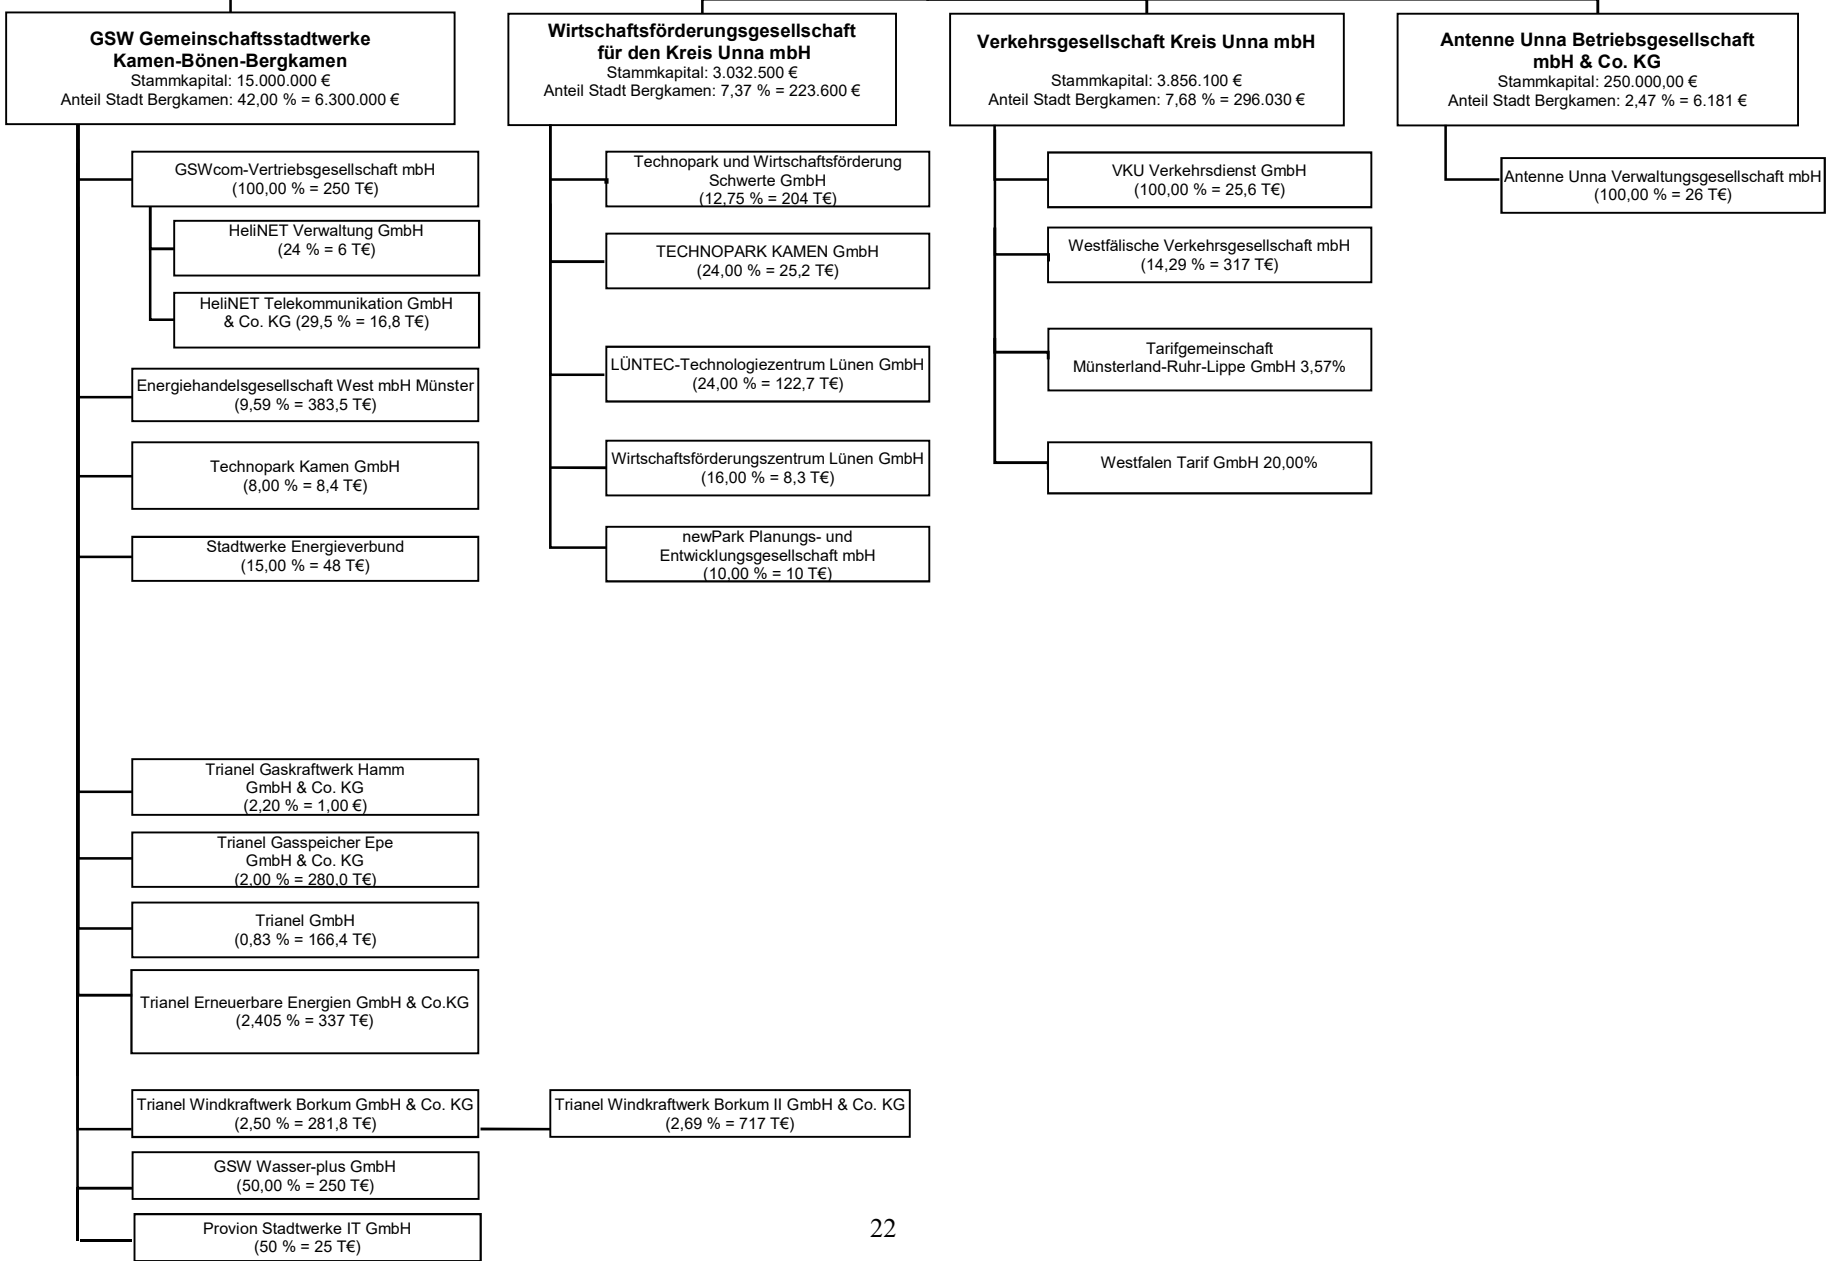 GSW Gemeinschaftsstadtwerke
Kamen-Bönen-Bergkamen
Stammkapital: 15.000.000 €
Anteil Stadt Bergkamen: 42,00 % = 6.300.000 €
GSWcom-Vertriebsgesellschaft mbH
(100,00 % = 250 T€)
HeliNET Verwaltung GmbH
(24 % = 6 T€)
HeliNET Telekommunikation GmbH
& Co. KG (29,5 % = 16,8 T€)
Energiehandelsgesellschaft West mbH Münster
(9,59 % = 383,5 T€)
Technopark Kamen GmbH
(8,00 % = 8,4 T€)
Stadtwerke Energieverbund
(15,00 % = 48 T€)
Trianel Gaskraftwerk Hamm
GmbH & Co. KG
(2,20 % = 1,00 €)
Trianel Gasspeicher Epe
GmbH & Co. KG
(2,00 % = 280,0 T€)
Trianel GmbH
(0,83 % = 166,4 T€)
Trianel Erneuerbare Energien GmbH & Co.KG
(2,405 % = 337 T€)
Trianel Windkraftwerk Borkum GmbH & Co. KG
(2,50 % = 281,8 T€)
Trianel Windkraftwerk Borkum II GmbH & Co. KG
(2,69 % = 717 T€)
GSW Wasser-plus GmbH
(50,00 % = 250 T€)
Provion Stadtwerke IT GmbH
(50 % = 25 T€)
Wirtschaftsförderungsgesellschaft
für den Kreis Unna mbH
Stammkapital: 3.032.500 €
Anteil Stadt Bergkamen: 7,37 % = 223.600 €
Technopark und Wirtschaftsförderung
Schwerte GmbH
(12,75 % = 204 T€)
TECHNOPARK KAMEN GmbH
(24,00 % = 25,2 T€)
LÜNTEC-Technologiezentrum Lünen GmbH
(24,00 % = 122,7 T€)
Wirtschaftsförderungszentrum Lünen GmbH
(16,00 % = 8,3 T€)
newPark Planungs- und
Entwicklungsgesellschaft mbH
(10,00 % = 10 T€)
Verkehrsgesellschaft Kreis Unna mbH
Stammkapital: 3.856.100 €
Anteil Stadt Bergkamen: 7,68 % = 296.030 €
VKU Verkehrsdienst GmbH
(100,00 % = 25,6 T€)
Westfälische Verkehrsgesellschaft mbH
(14,29 % = 317 T€)
Tarifgemeinschaft
Münsterland-Ruhr-Lippe GmbH 3,57%
Westfalen Tarif GmbH 20,00%
Antenne Unna Betriebsgesellschaft
mbH & Co. KG
Stammkapital: 250.000,00 €
Anteil Stadt Bergkamen: 2,47 % = 6.181 €
Antenne Unna Verwaltungsgesellschaft mbH
(100,00 % = 26 T€)
22